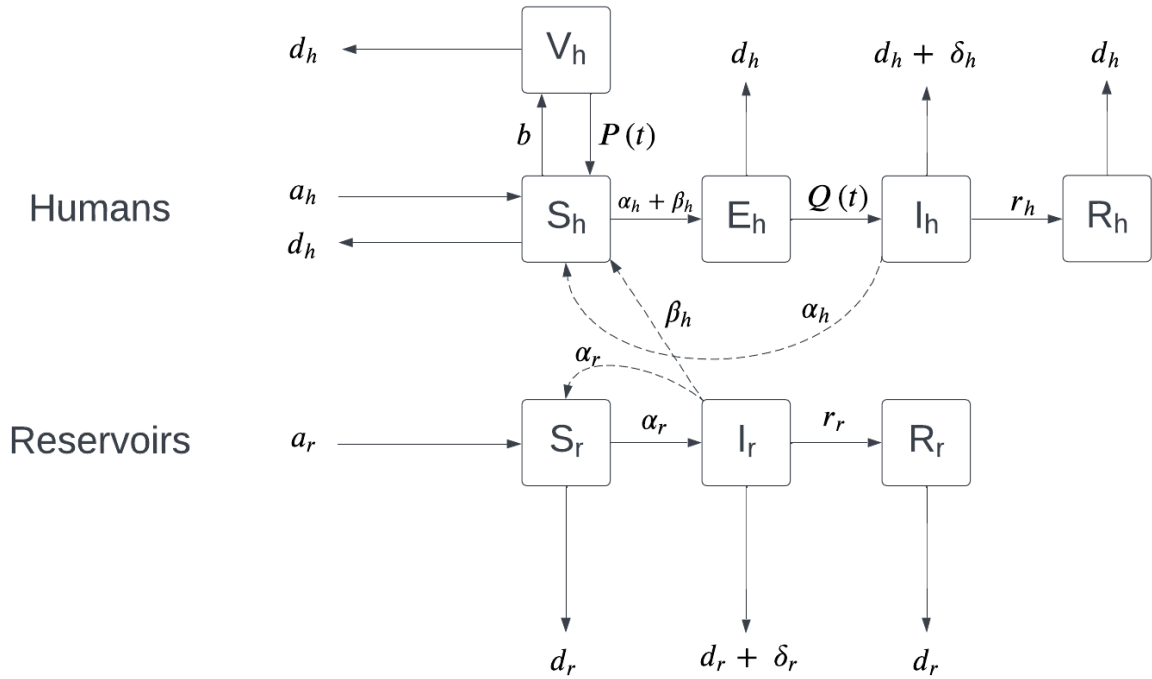 V_h
d_h
d_h
d_h + δ_h
d_h
b
P(t)
Humans
a_h
d_h
S_h
α_h + β_h
E_h
Q(t)
I_h
r_h
R_h
β_h
α_h
α_r
Reservoirs
a_r
S_r
α_r
I_r
r_r
R_r
d_r
d_r + δ_r
d_r